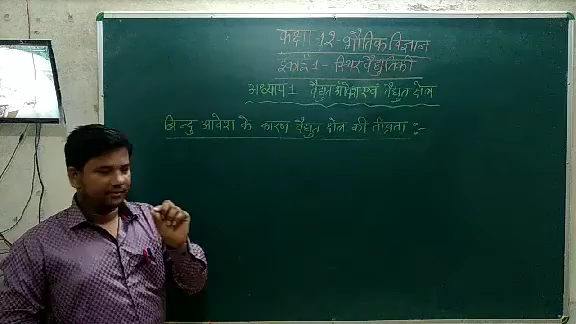 कक्षा-12-भौतिक विज्ञान
इकाई 1 - स्थिर वैद्युतिकी
अध्याय 1 वैद्युत आवेश एवं वैद्युत क्षेत्र
बिन्दु आवेश के कारण वैद्युत क्षेत्र की तीव्रता :-